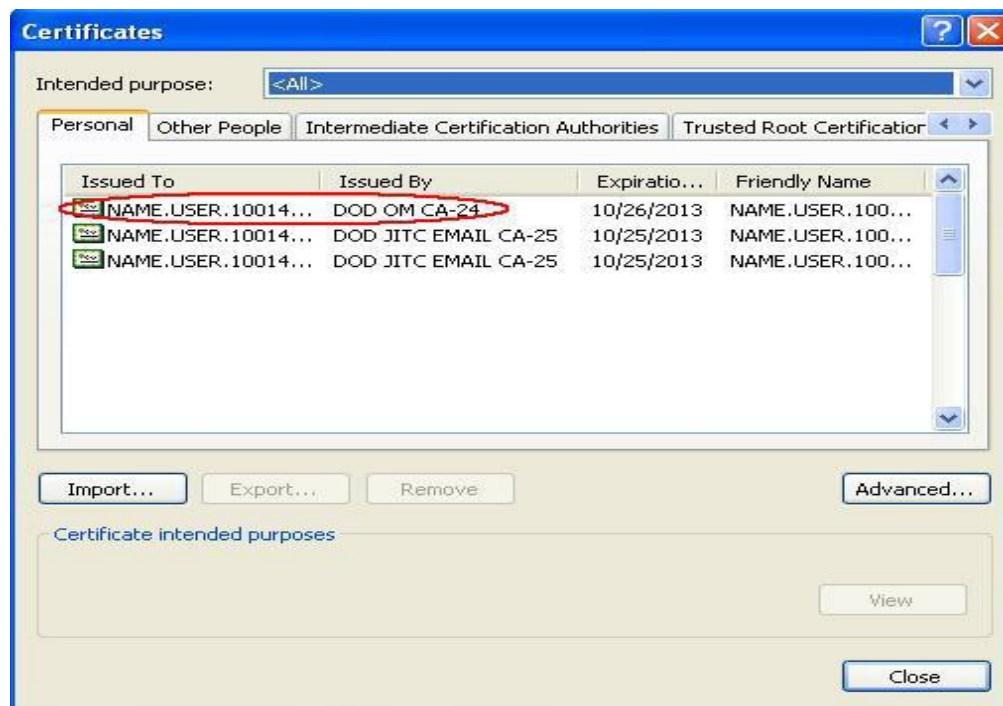 Certificates
Intended purpose: <All>
Personal Other People Intermediate Certification Authorities Trusted Root Certification
Issued To Issued By Expiratio... Friendly Name
NAME.USER.10014... DOD OM CA-24 10/26/2013 NAME.USER.100...
NAME.USER.10014... DOD JITC EMAIL CA-25 10/25/2013 NAME.USER.100...
NAME.USER.10014... DOD JITC EMAIL CA-25 10/25/2013 NAME.USER.100...
Import... Export... Remove Advanced...
Certificate intended purposes
View
Close